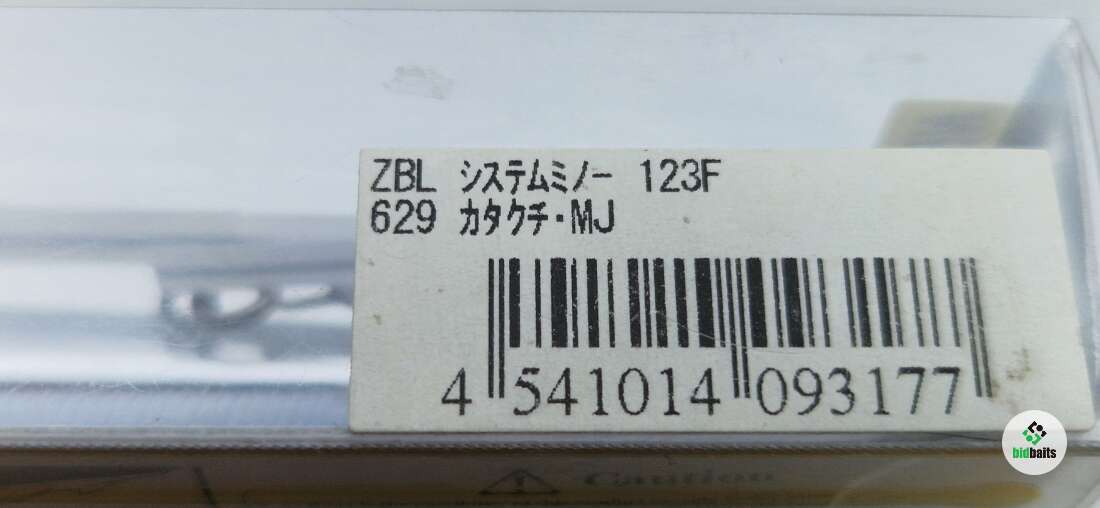 ZBL ｼｽﾃﾑﾐﾉｰ 123F
629 ｶﾀｸﾁ･MJ
4 541014 093177
bidbaits
Caution